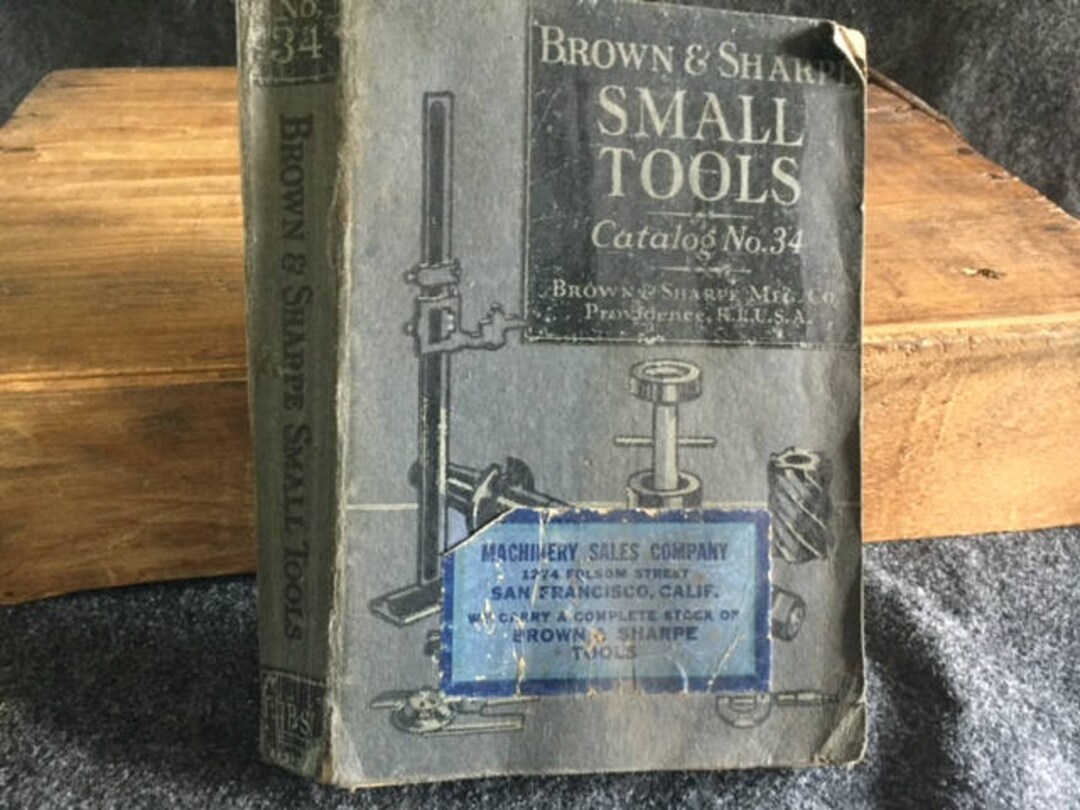 No.
34
BROWN & SHARPE SMALL TOOLS
BROWN & SHARPE
SMALL
TOOLS
Catalog No.34
BROWN & SHARPE MFG. CO.
Providence, R.I. U.S.A.
MACHINERY SALES COMPANY
1274 FOLSOM STREET
SAN FRANCISCO, CALIF.
WE CARRY A COMPLETE STOCK OF
BROWN & SHARPE
TOOLS